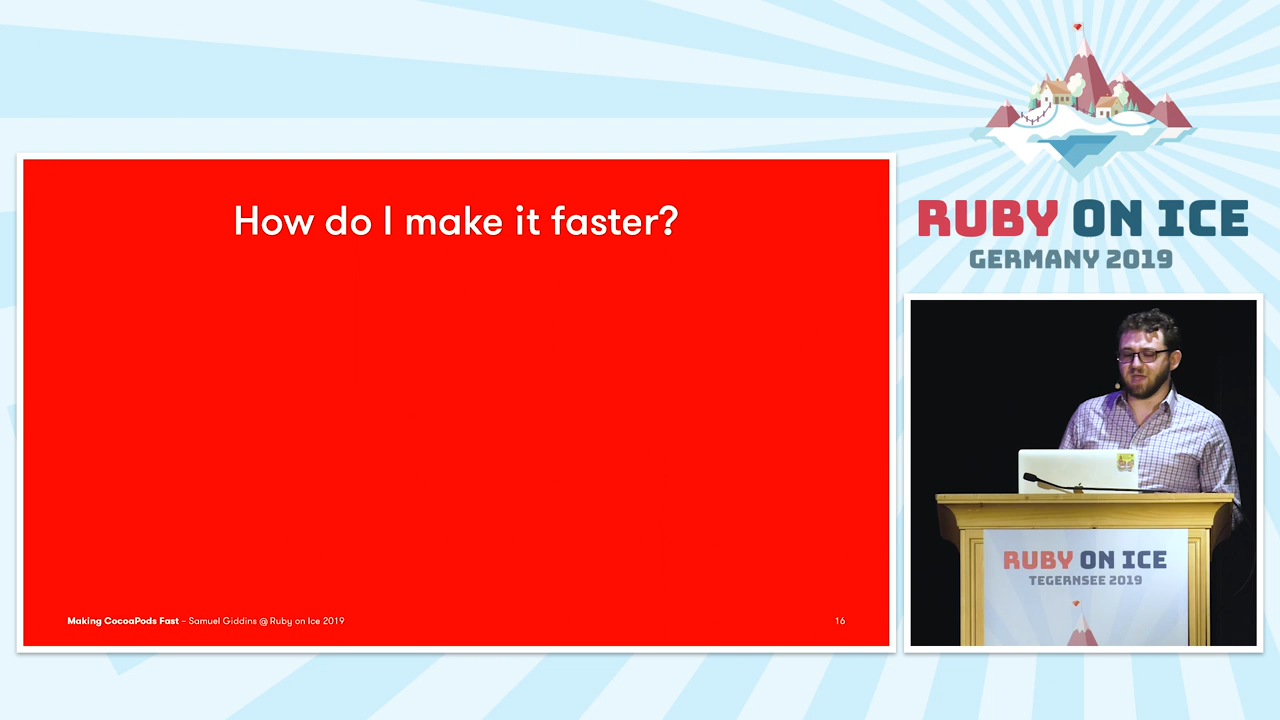 How do I make it faster?
Making CocoaPods Fast - Samuel Giddins @ Ruby on Ice 2019
16
RUBY ON ICE
GERMANY 2019
RUBY ON ICE
TEGERNSEE 2019